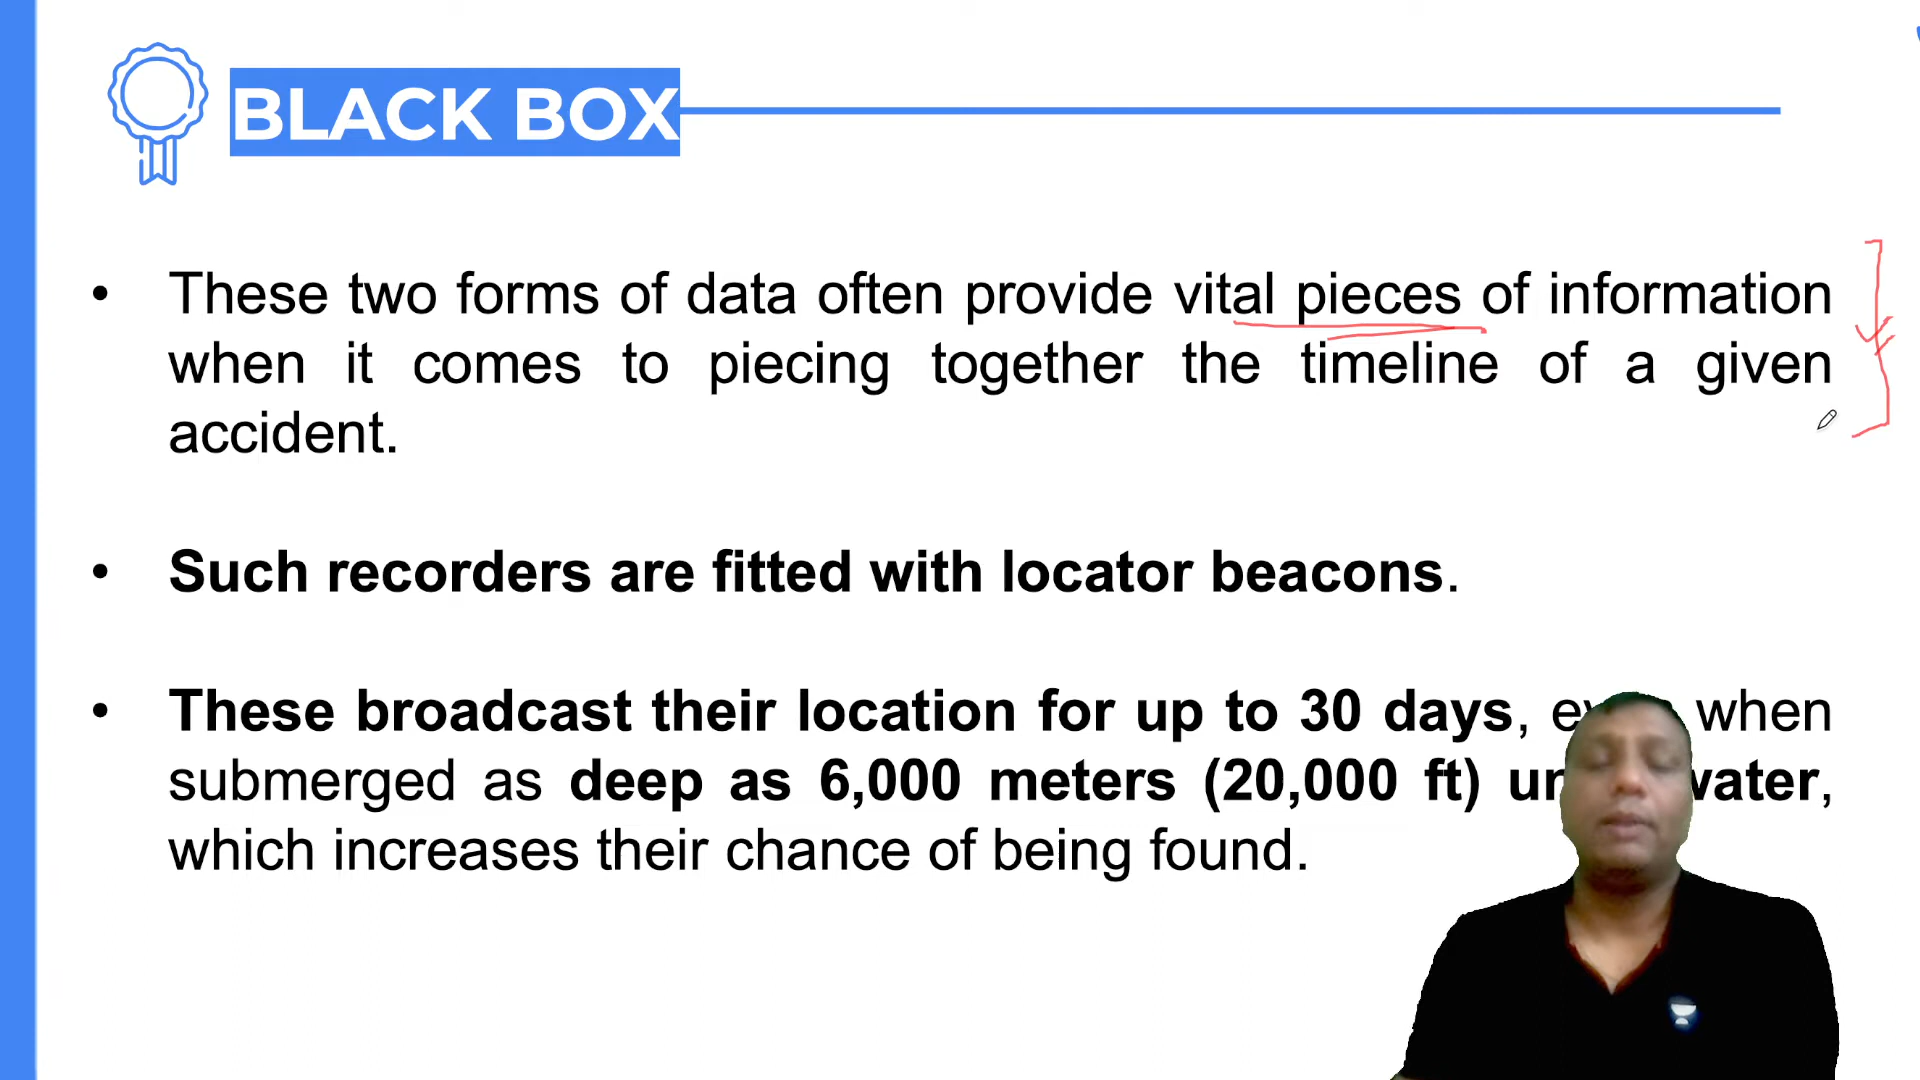 BLACK BOX
• These two forms of data often provide vital pieces of information
when it comes to piecing together the timeline of a given
accident.
• Such recorders are fitted with locator beacons.
• These broadcast their location for up to 30 days, when
submerged as deep as 6,000 meters (20,000 ft)
which increases their chance of being found.